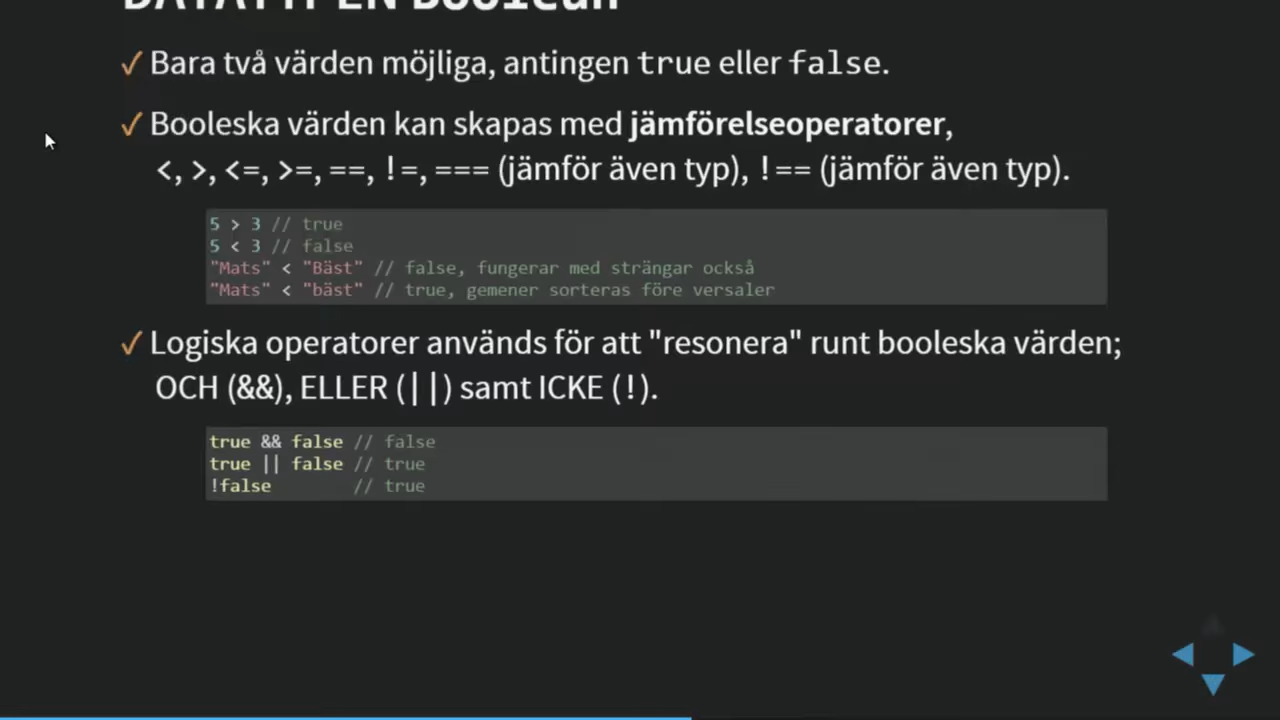 DATATYPEN Boolean
✓ Bara två värden möjliga, antingen true eller false.
✓ Booleska värden kan skapas med jämförelseoperatorer,
<, >, <=, >=, ==, !=, === (jämför även typ), !== (jämför även typ).
5 > 3 // true
5 < 3 // false
"Mats" < "Bäst" // false, fungerar med strängar också
"Mats" < "bäst" // true, gemener sorteras före versaler
✓ Logiska operatorer används för att "resonera" runt booleska värden;
OCH (&&), ELLER (||) samt ICKE (!).
true && false // false
true || false // true
!false        // true